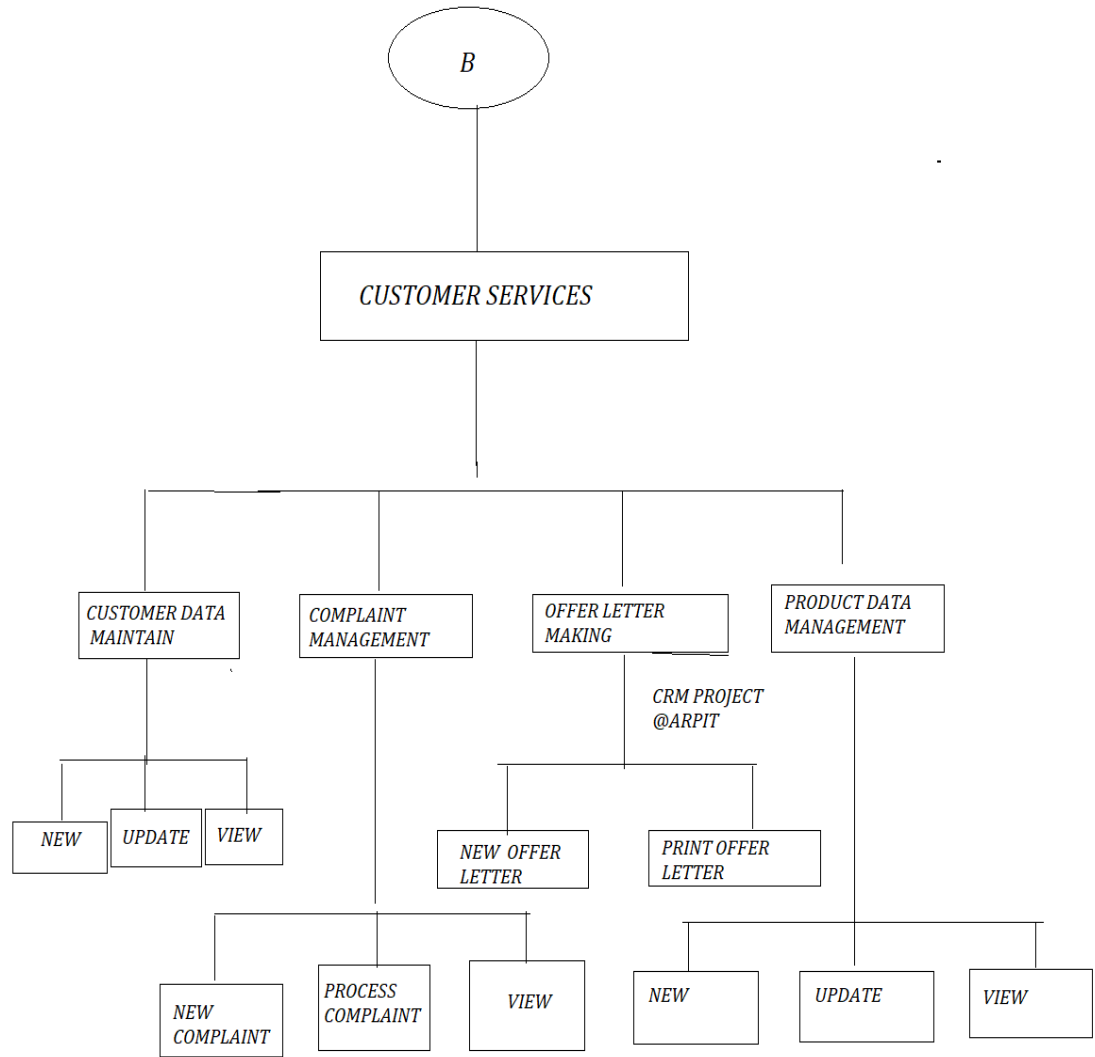 B
CUSTOMER SERVICES
CUSTOMER DATA
MAINTAIN
COMPLAINT
MANAGEMENT
OFFER LETTER
MAKING
PRODUCT DATA
MANAGEMENT
CRM PROJECT
@ARPIT
NEW
UPDATE
VIEW
NEW OFFER
LETTER
PRINT OFFER
LETTER
NEW
COMPLAINT
PROCESS
COMPLAINT
VIEW
NEW
UPDATE
VIEW